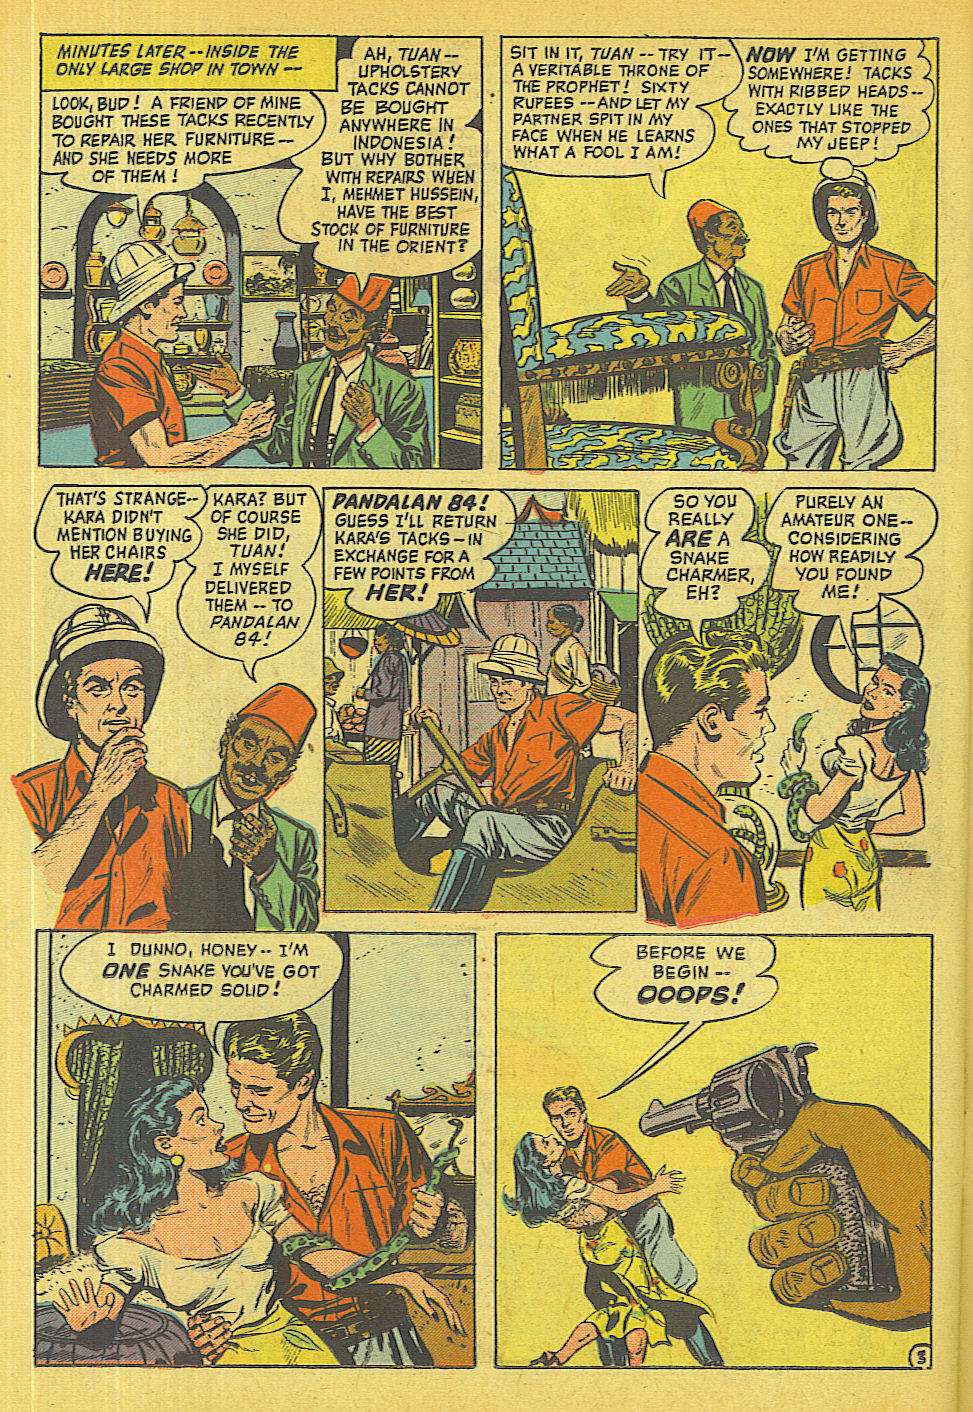 MINUTES LATER--INSIDE THE
ONLY LARGE SHOP IN TOWN--
LOOK, BUD! A FRIEND OF MINE
BOUGHT THESE TACKS RECENTLY
TO REPAIR HER FURNITURE--
AND SHE NEEDS MORE
OF THEM!
AH, TUAN--
UPHOLSTERY
TACKS CANNOT
BE BOUGHT
ANYWHERE IN
INDONESIA!
BUT WHY BOTHER
WITH REPAIRS WHEN
I, MEHMET HUSSEIN,
HAVE THE BEST
STOCK OF FURNITURE
IN THE ORIENT?
SIT IN IT, TUAN -- TRY IT--
A VERITABLE THRONE OF
THE PROPHET! SIXTY
RUPEES -- AND LET MY
PARTNER SPIT IN MY
FACE WHEN HE LEARNS
WHAT A FOOL I AM!
NOW I'M GETTING
SOMEWHERE! TACKS
WITH RIBBED HEADS--
EXACTLY LIKE THE
ONES THAT STOPPED
MY JEEP!
THAT'S STRANGE--
KARA DIDN'T
MENTION BUYING
HER CHAIRS
HERE!
KARA? BUT
OF COURSE
SHE DID,
TUAN!
I MYSELF
DELIVERED
THEM -- TO
PANDALAN
84!
PANDALAN 84!
GUESS I'LL RETURN
KARA'S TACKS--IN
EXCHANGE FOR A
FEW POINTS FROM
HER!
SO YOU
REALLY
ARE A
SNAKE
CHARMER,
EH?
PURELY AN
AMATEUR ONE--
CONSIDERING
HOW READILY
YOU FOUND
ME!
I DUNNO, HONEY-- I'M
ONE SNAKE YOU'VE GOT
CHARMED SOLID!
BEFORE WE
BEGIN --
OOOPS!
3